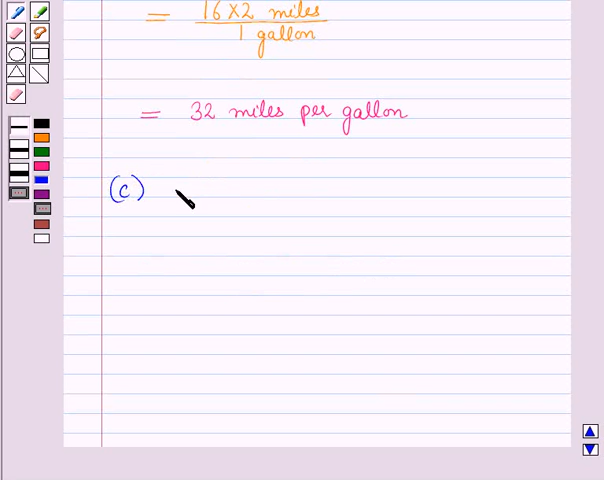 = 16 × 2 miles
1 gallon
= 32 miles per gallon
(c)